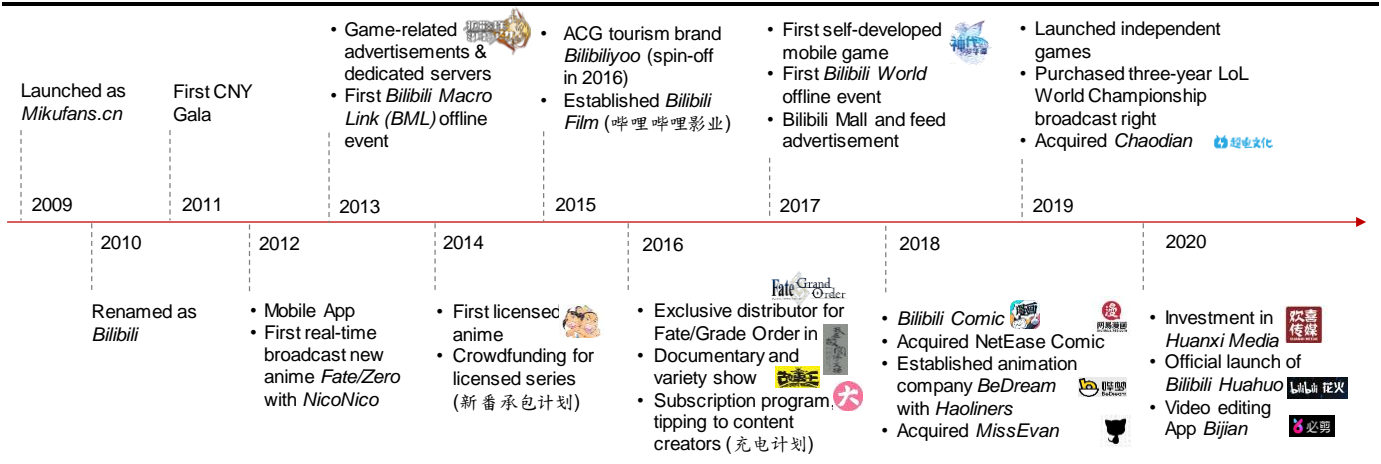 Launched as
Mikufans.cn
First CNY
Gala
• Game-related
advertisements &
dedicated servers
• First Bilibili Macro
Link (BML) offline
event
• ACG tourism brand
Bilibiliyoo (spin-off
in 2016)
• Established Bilibili
Film (哔哩哔哩影业)
• First self-developed
mobile game
• First Bilibili World
offline event
• Bilibili Mall and feed
advertisement
• Launched independent
games
• Purchased three-year LoL
World Championship
broadcast right
• Acquired Chaodian
超电文化
2009
2011
2013
2015
2017
2019
2010
2012
2014
2016
2018
2020
Renamed as
Bilibili
• Mobile App
• First real-time
broadcast new
anime Fate/Zero
with NicoNico
• First licensed
anime
• Crowdfunding for
licensed series
(新番承包计划)
Fate Grand
Order
• Exclusive distributor for
Fate/Grade Order in
• Documentary and
variety show
• Subscription program,
tipping to content
creators (充电计划)
大
• Bilibili Comic
漫
网易漫画
• Acquired NetEase Comic
• Established animation
company BeDream
with Haoliners
哔梦
BeDream
• Acquired MissEvan
• Investment in
Huanxi Media
欢喜
传媒
HUANXI MEDIA
• Official launch of
Bilibili Huahuo
bilibili 花火
• Video editing
App Bijian
必剪